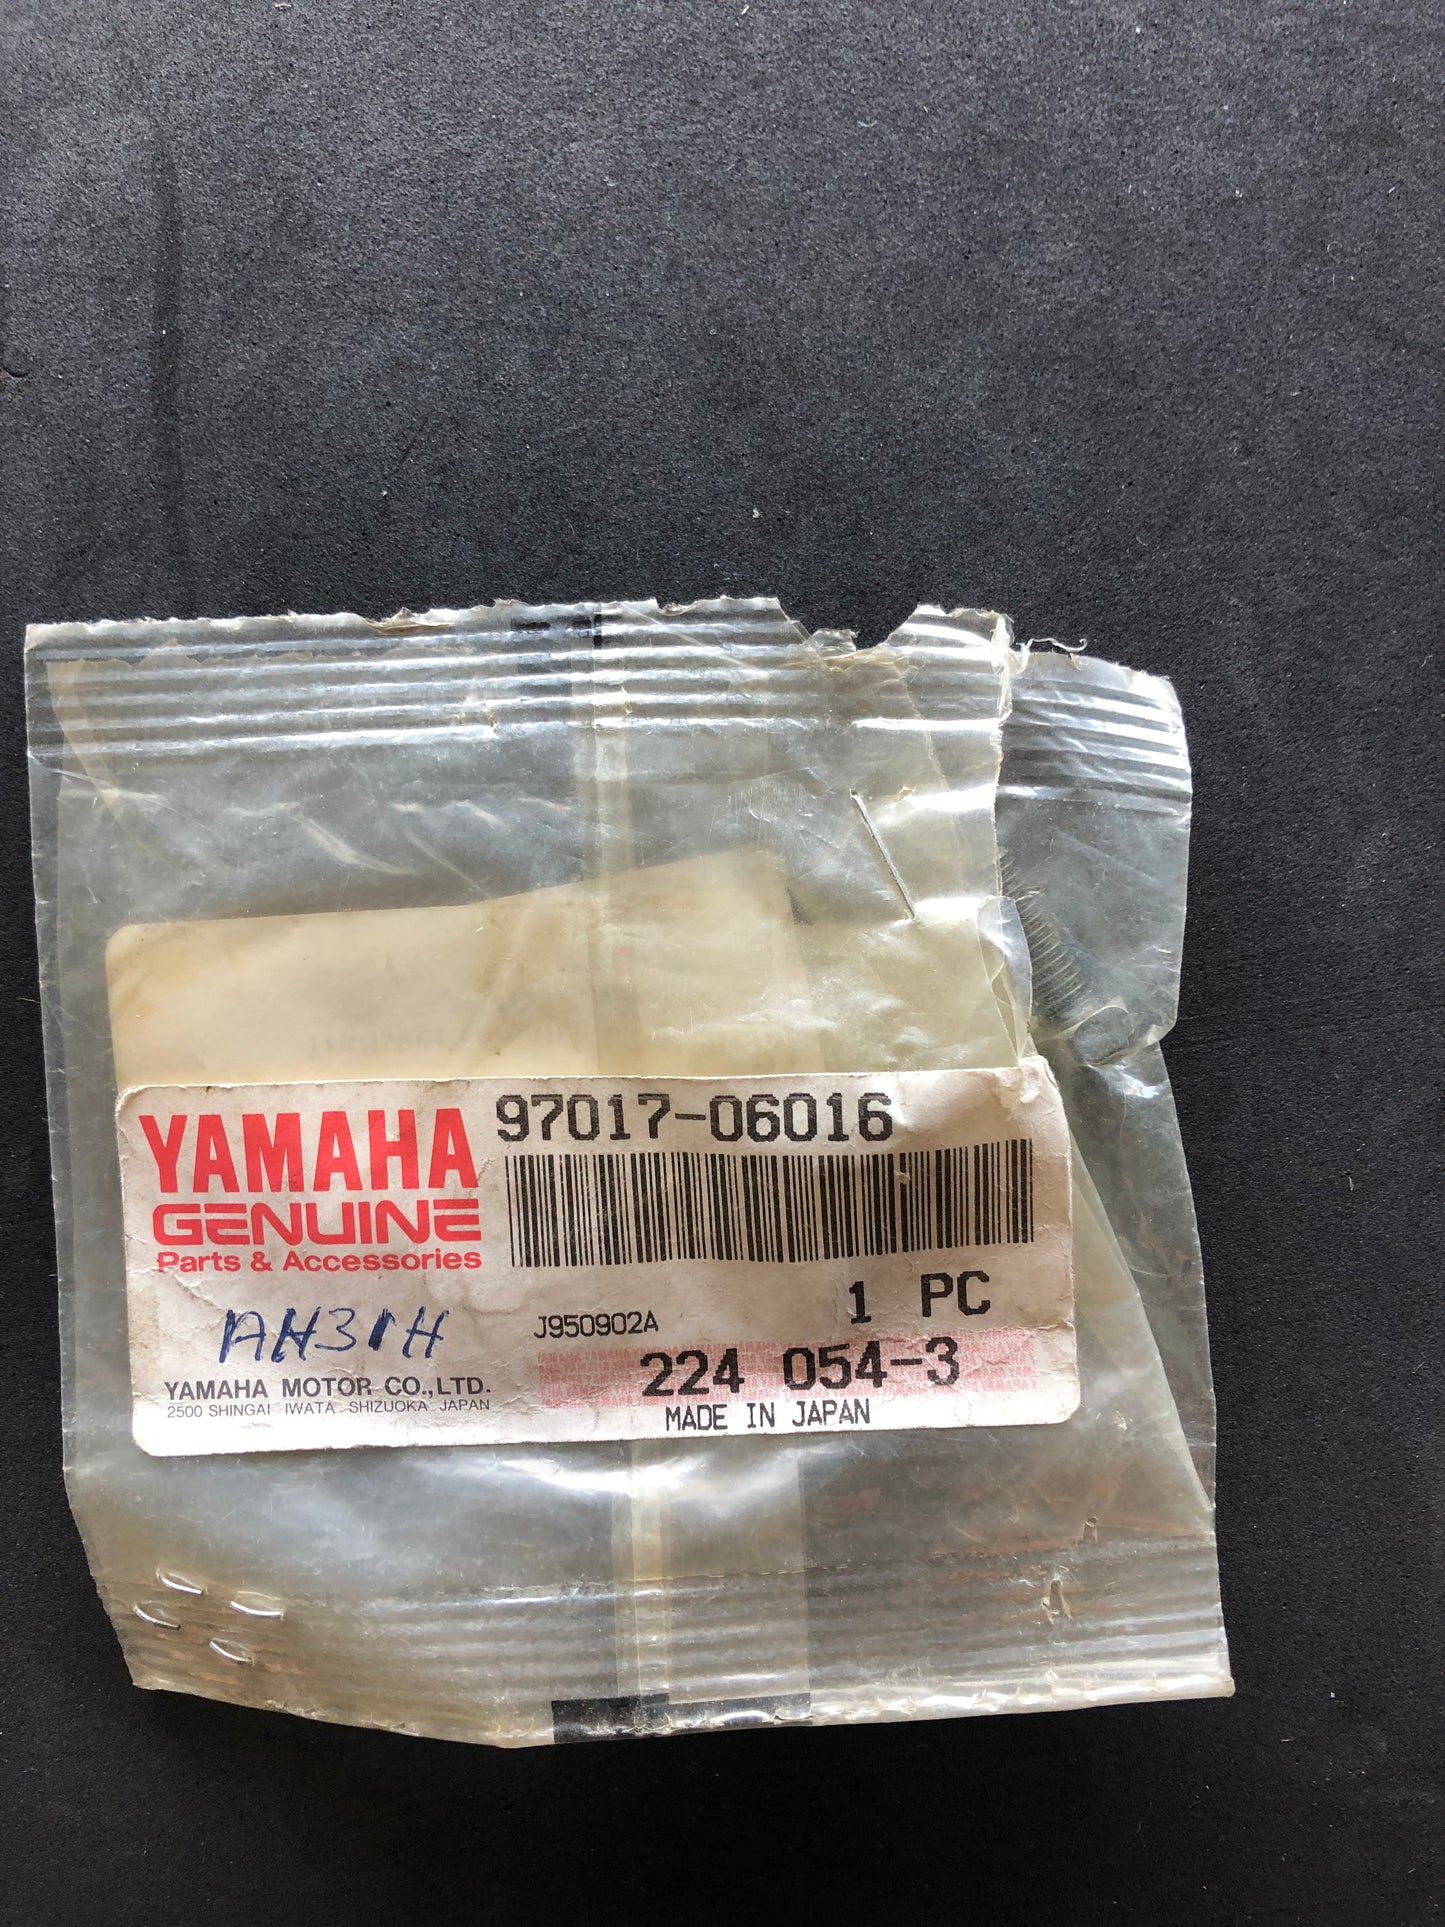 97017-06016
YAMAHA
GENUINE
Parts & Accessories
1 PC
J950902A
AH31H
224 054-3
YAMAHA MOTOR CO.,LTD.
2500 SHINGAI IWATA SHIZUOKA JAPAN
MADE IN JAPAN